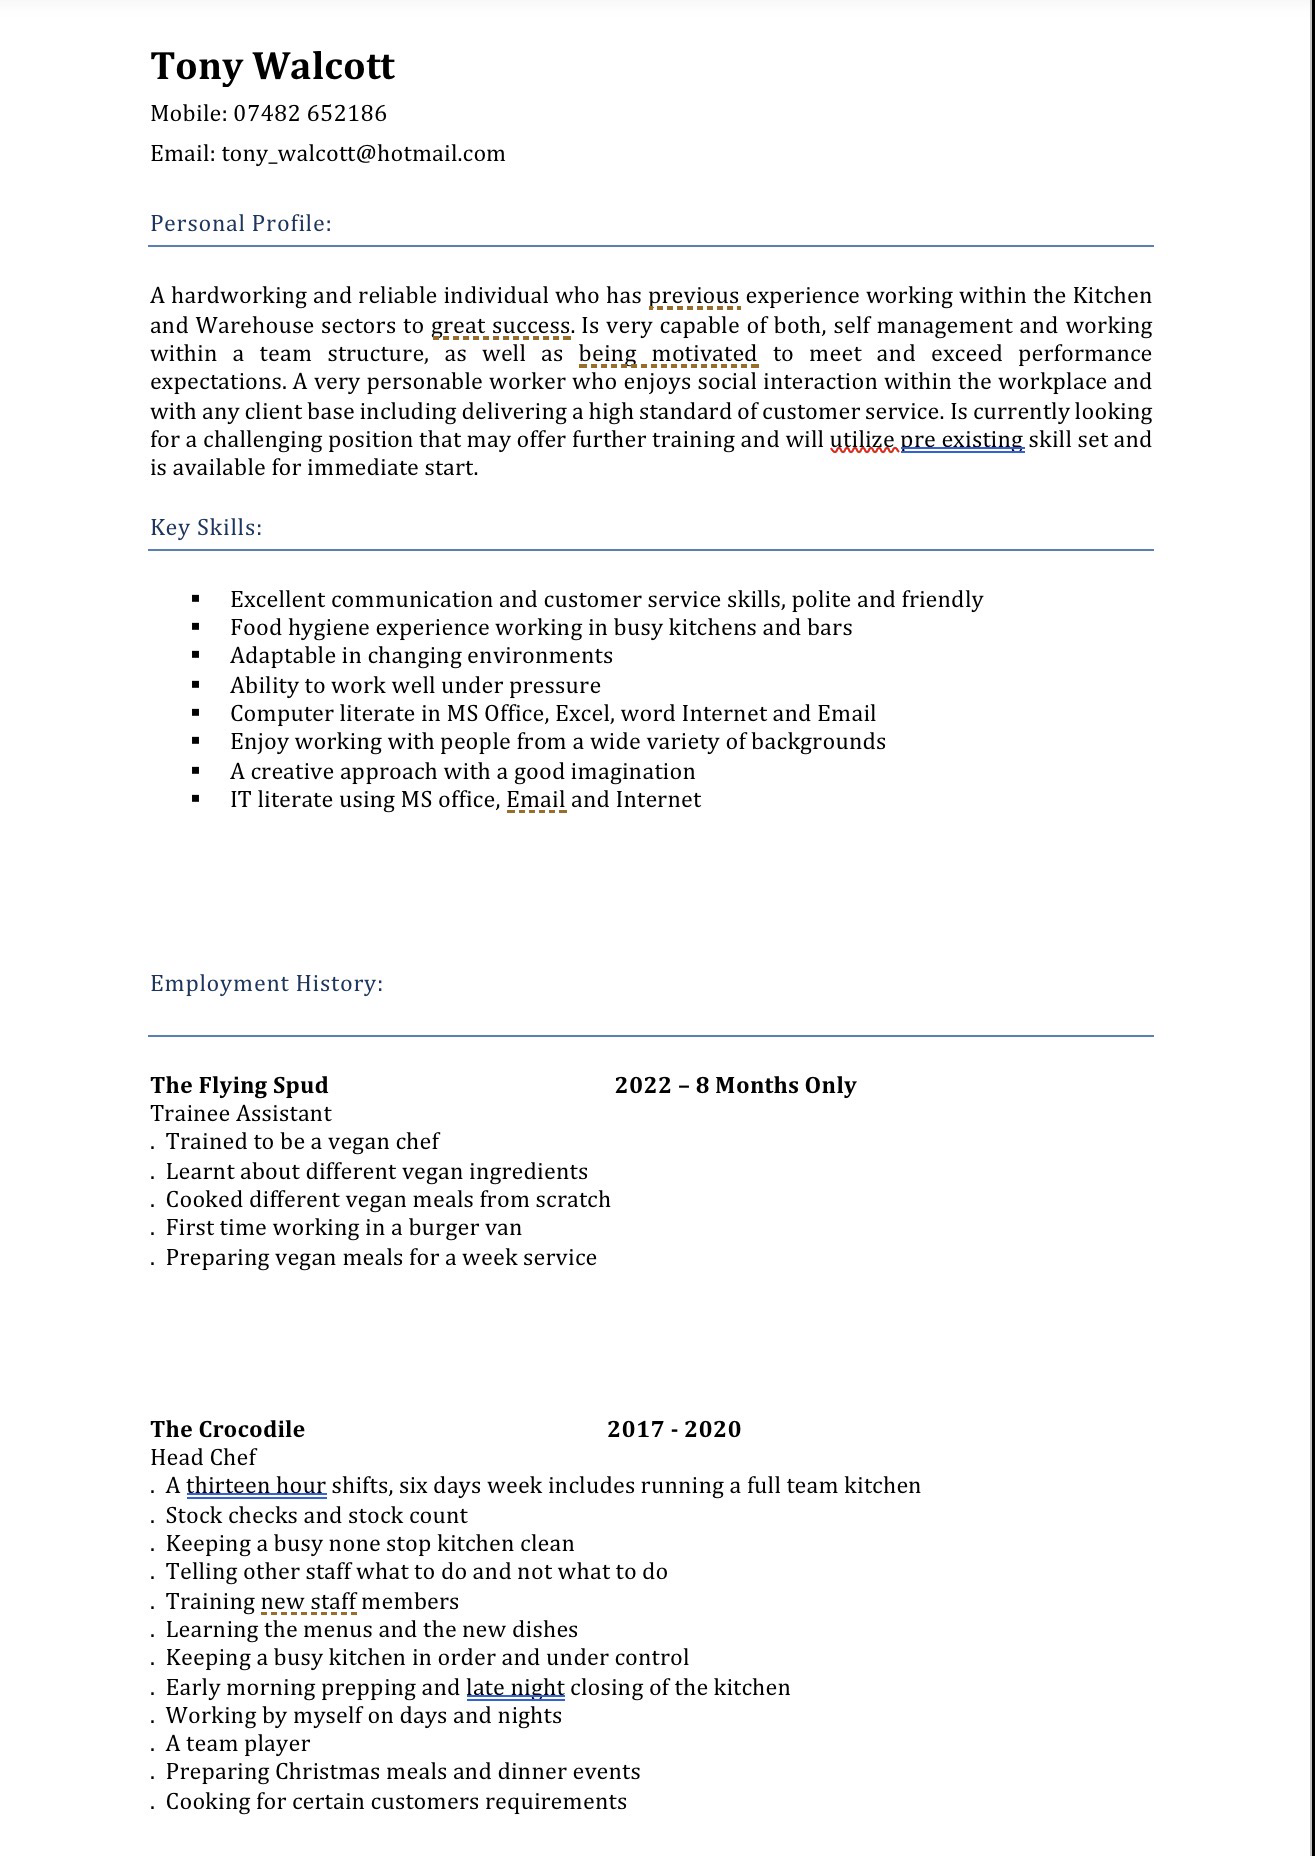 Tony Walcott
Mobile: 07482 652186
Email: tony_walcott@hotmail.com
Personal Profile:
A hardworking and reliable individual who has previous experience working within the Kitchen
and Warehouse sectors to great success. Is very capable of both, self management and working
within a team structure, as well as being motivated to meet and exceed performance
expectations. A very personable worker who enjoys social interaction within the workplace and
with any client base including delivering a high standard of customer service. Is currently looking
for a challenging position that may offer further training and will utilize pre existing skill set and
is available for immediate start.
Key Skills:
▪ Excellent communication and customer service skills, polite and friendly
▪ Food hygiene experience working in busy kitchens and bars
▪ Adaptable in changing environments
▪ Ability to work well under pressure
▪ Computer literate in MS Office, Excel, word Internet and Email
▪ Enjoy working with people from a wide variety of backgrounds
▪ A creative approach with a good imagination
▪ IT literate using MS office, Email and Internet
Employment History:
The Flying Spud 2022 – 8 Months Only
Trainee Assistant
. Trained to be a vegan chef
. Learnt about different vegan ingredients
. Cooked different vegan meals from scratch
. First time working in a burger van
. Preparing vegan meals for a week service
The Crocodile 2017 - 2020
Head Chef
. A thirteen hour shifts, six days week includes running a full team kitchen
. Stock checks and stock count
. Keeping a busy none stop kitchen clean
. Telling other staff what to do and not what to do
. Training new staff members
. Learning the menus and the new dishes
. Keeping a busy kitchen in order and under control
. Early morning prepping and late night closing of the kitchen
. Working by myself on days and nights
. A team player
. Preparing Christmas meals and dinner events
. Cooking for certain customers requirements